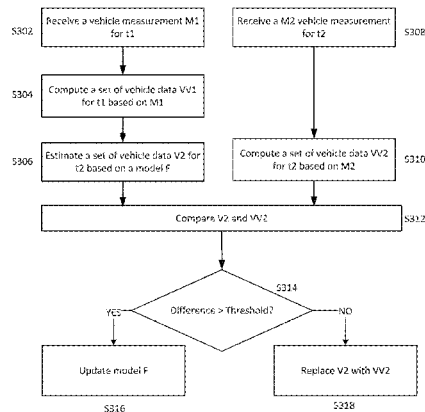 S302
Receive a vehicle measurement M1
for t1
Receive a M2 vehicle measurement
for t2
S308
S304
Compute a set of vehicle data VV1
for t1 based on M1
S306
Estimate a set of vehicle data V2 for
t2 based on a model F
Compute a set of vehicle data VV2
for t2 based on M2
S310
Compare V2 and VV2
S312
S314
Difference > Threshold?
YES
NO
Update model F
Replace V2 with VV2
S316
S318